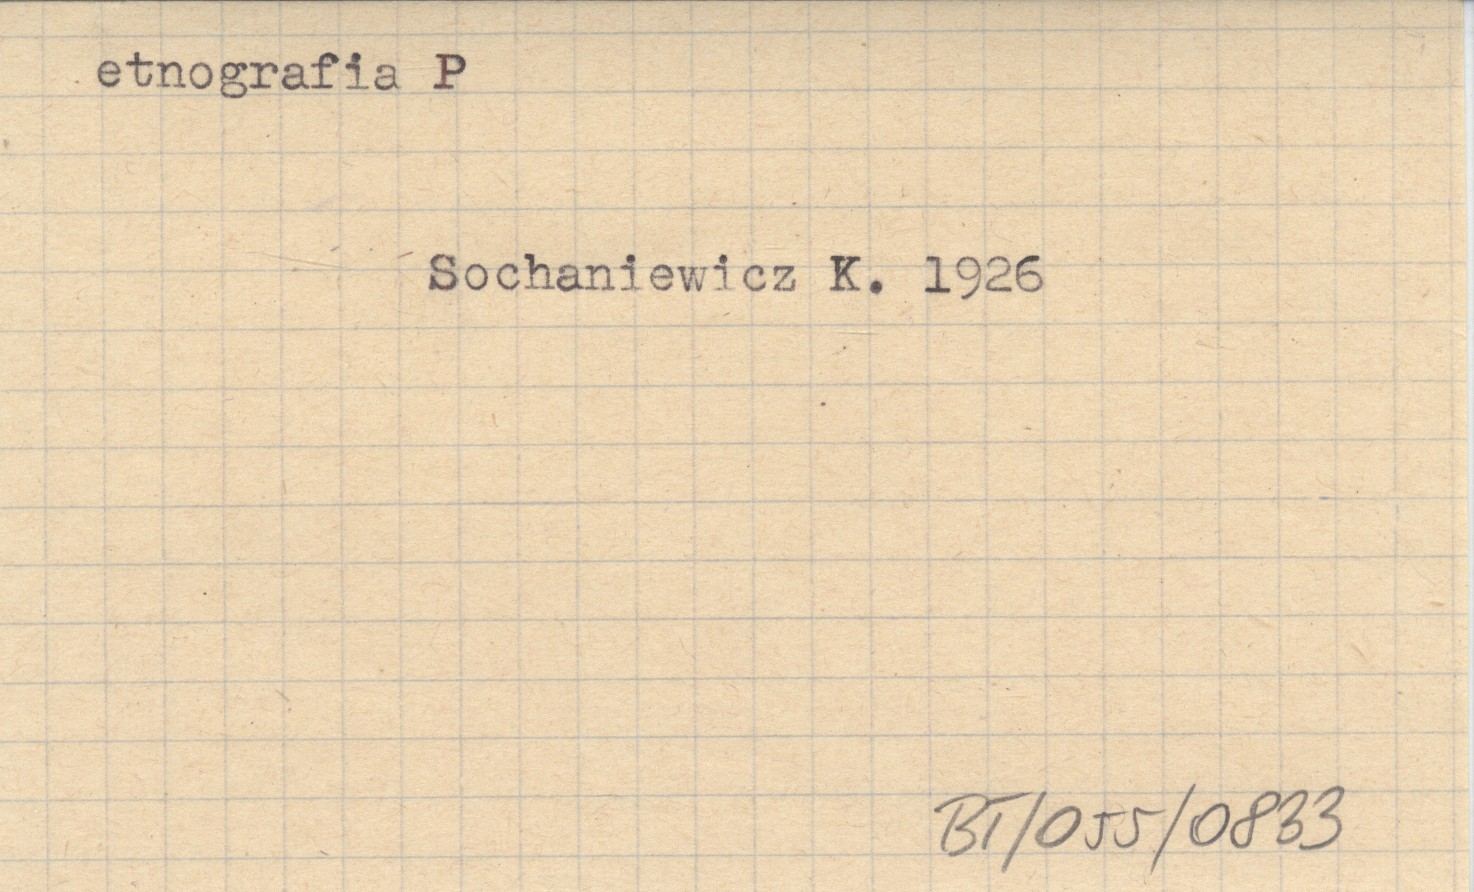 etnografia P
Sochaniewicz K. 1926
BT/055/0833